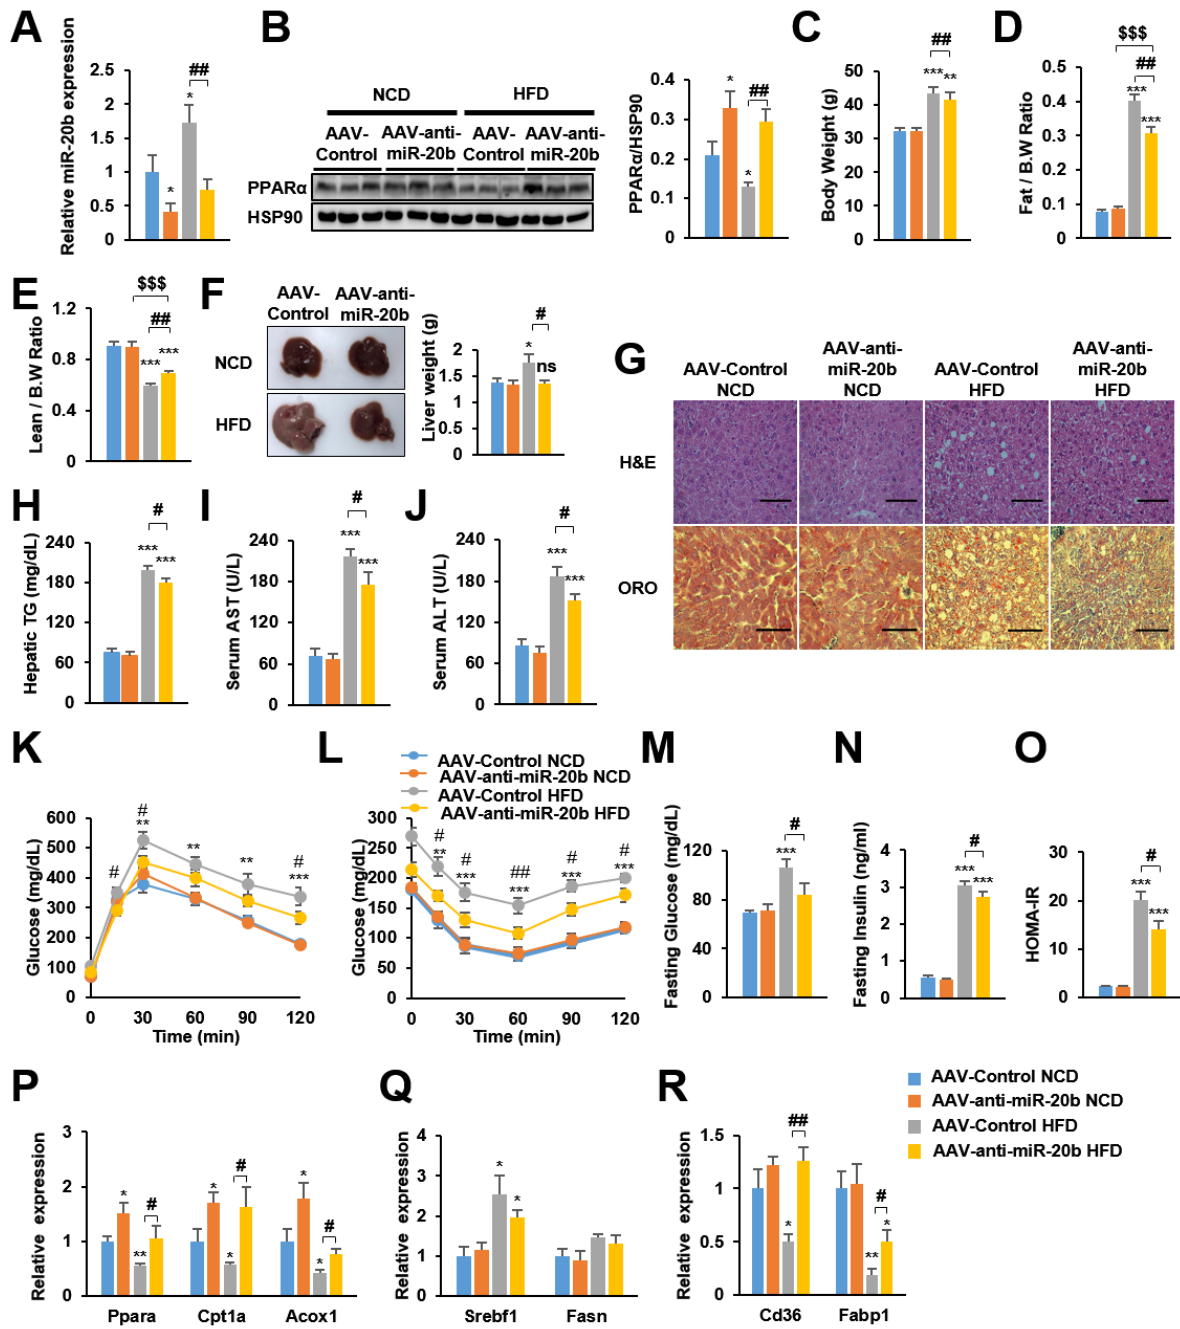 A
Relative miR-20b expression
2.5
2
1.5
1
0.5
0
*
*
##
B
NCD
HFD
AAV-
Control
AAV-anti-
miR-20b
AAV-
Control
AAV-anti-
miR-20b
PPARα
HSP90
PPARα/HSP90
0.4
0.3
0.2
0.1
0
*
*
##
C
Body Weight (g)
50
40
30
20
10
0
##
***
**
D
Fat / B.W Ratio
0.5
0.4
0.3
0.2
0.1
0
$$$
##
***
***
E
Lean / B.W Ratio
1.2
0.8
0.4
0
$$$
##
***
***
F
AAV-
Control
AAV-anti-
miR-20b
NCD
HFD
Liver weight (g)
2
1.5
1
0.5
0
#
*
ns
G
AAV-Control
NCD
AAV-anti-
miR-20b
NCD
AAV-Control
HFD
AAV-anti-
miR-20b
HFD
H&E
ORO
H
Hepatic TG (mg/dL)
240
180
120
60
0
#
***
***
I
Serum AST (U/L)
240
180
120
60
0
#
***
***
J
Serum ALT (U/L)
240
180
120
60
0
#
***
***
K
Glucose (mg/dL)
600
500
400
300
200
100
0
0
30
60
90
120
Time (min)
#
#
**
**
**
#
***
L
AAV-Control NCD
AAV-anti-miR-20b NCD
AAV-Control HFD
AAV-anti-miR-20b HFD
Glucose (mg/dL)
300
250
200
150
100
50
0
0
30
60
90
120
Time (min)
#
**
#
***
##
***
#
***
#
***
M
Fasting Glucose (mg/dL)
120
80
40
0
#
***
N
Fasting Insulin (ng/ml)
4
3
2
1
0
#
***
***
O
HOMA-IR
30
20
10
0
#
***
***
P
Relative expression
3
2
1
0
*
**
#
*
*
#
*
*
#
Ppara
Cpt1a
Acox1
Q
Relative expression
4
3
2
1
0
*
*
Srebf1
Fasn
R
Relative expression
1.5
1
0.5
0
*
##
**
#
*
Cd36
Fabp1
AAV-Control NCD
AAV-anti-miR-20b NCD
AAV-Control HFD
AAV-anti-miR-20b HFD